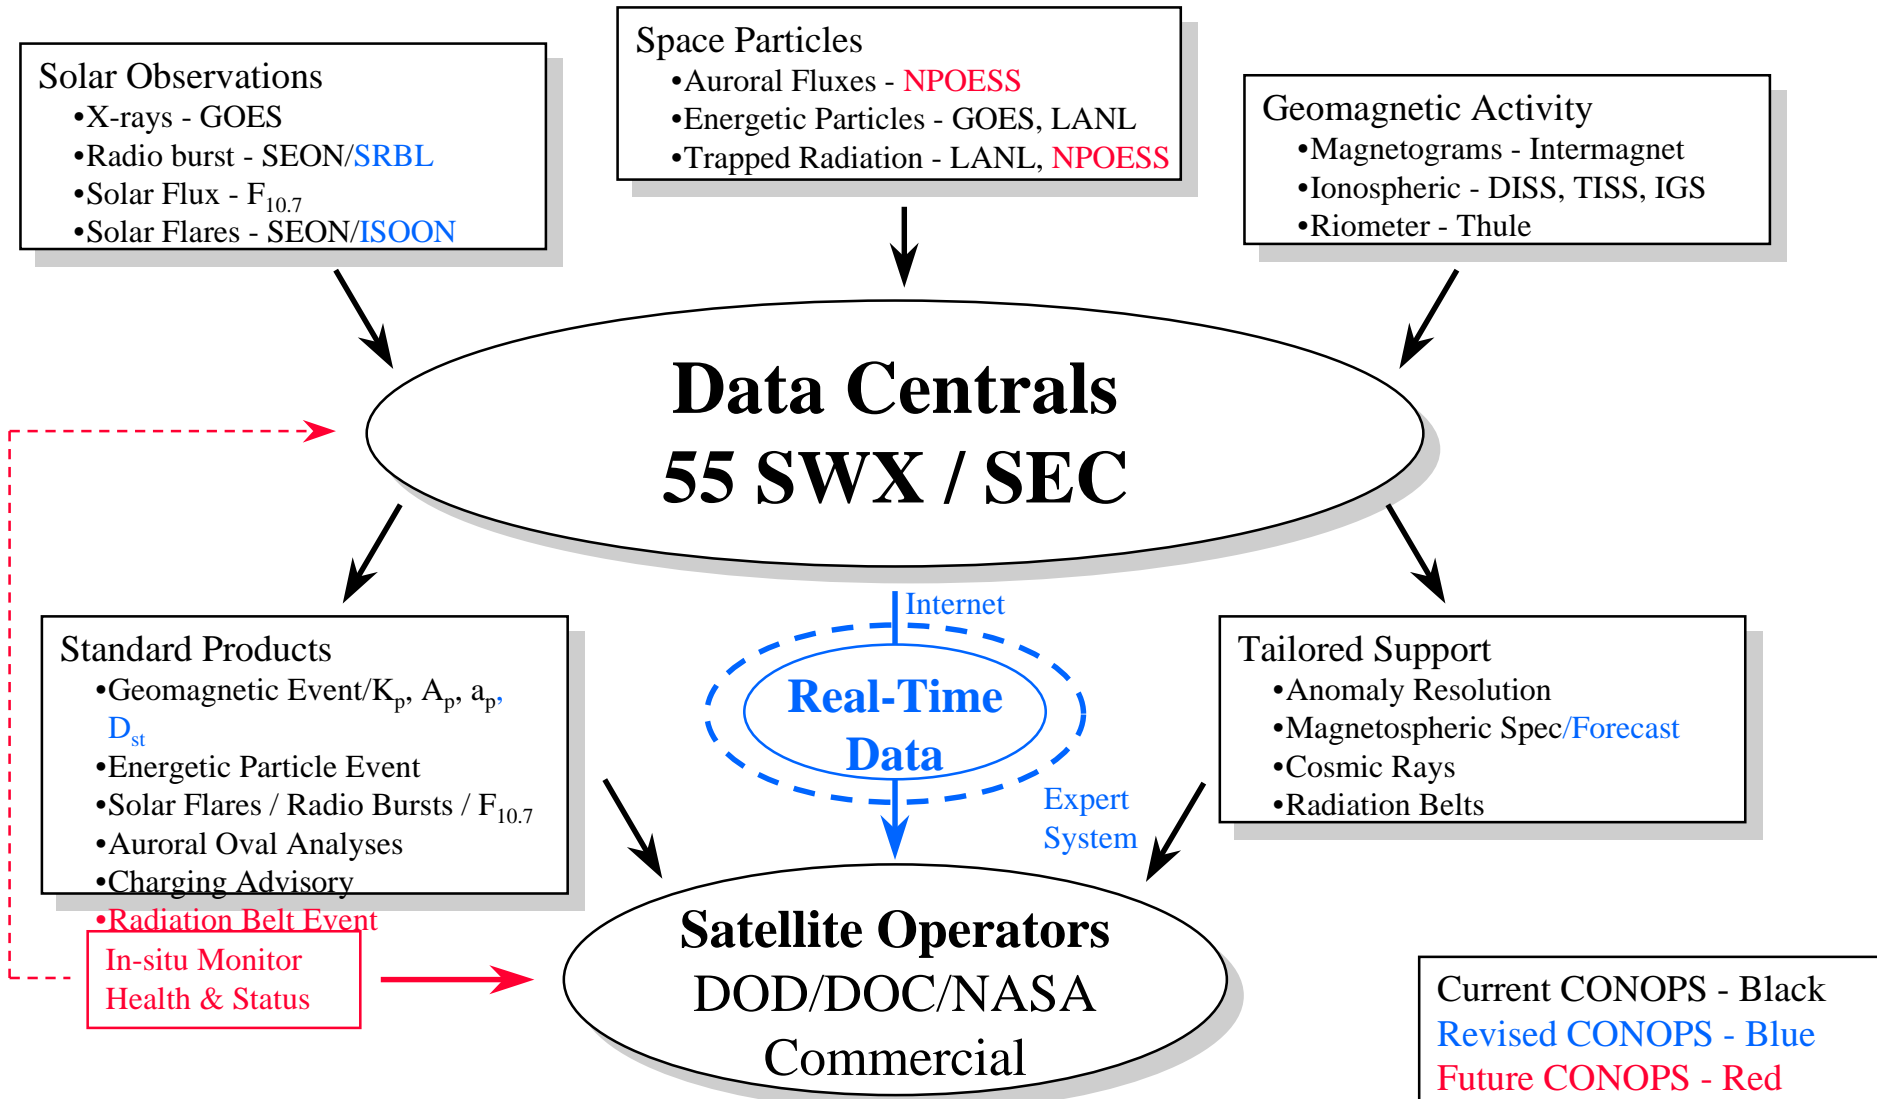 Solar Observations
•X-rays - GOES
•Radio burst - SEON/SRBL
•Solar Flux - F10.7
•Solar Flares - SEON/ISOON
Space Particles
•Auroral Fluxes - NPOESS
•Energetic Particles - GOES, LANL
•Trapped Radiation - LANL, NPOESS
Geomagnetic Activity
•Magnetograms - Intermagnet
•Ionospheric - DISS, TISS, IGS
•Riometer - Thule
Data Centrals
55 SWX / SEC
Standard Products
•Geomagnetic Event/Kp, Ap, ap,
Dst
•Energetic Particle Event
•Solar Flares / Radio Bursts / F10.7
•Auroral Oval Analyses
•Charging Advisory
•Radiation Belt Event
Internet
Real-Time
Data
Expert
System
Tailored Support
•Anomaly Resolution
•Magnetospheric Spec/Forecast
•Cosmic Rays
•Radiation Belts
In-situ Monitor
Health & Status
Satellite Operators
DOD/DOC/NASA
Commercial
Current CONOPS - Black
Revised CONOPS - Blue
Future CONOPS - Red